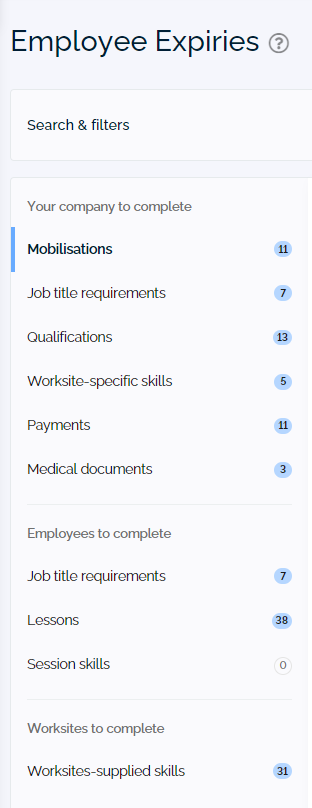 Employee Expiries ?
Search & filters
Your company to complete
Mobilisations 11
Job title requirements 7
Qualifications 13
Worksite-specific skills 5
Payments 11
Medical documents 3
Employees to complete
Job title requirements 7
Lessons 38
Session skills 0
Worksites to complete
Worksites-supplied skills 31